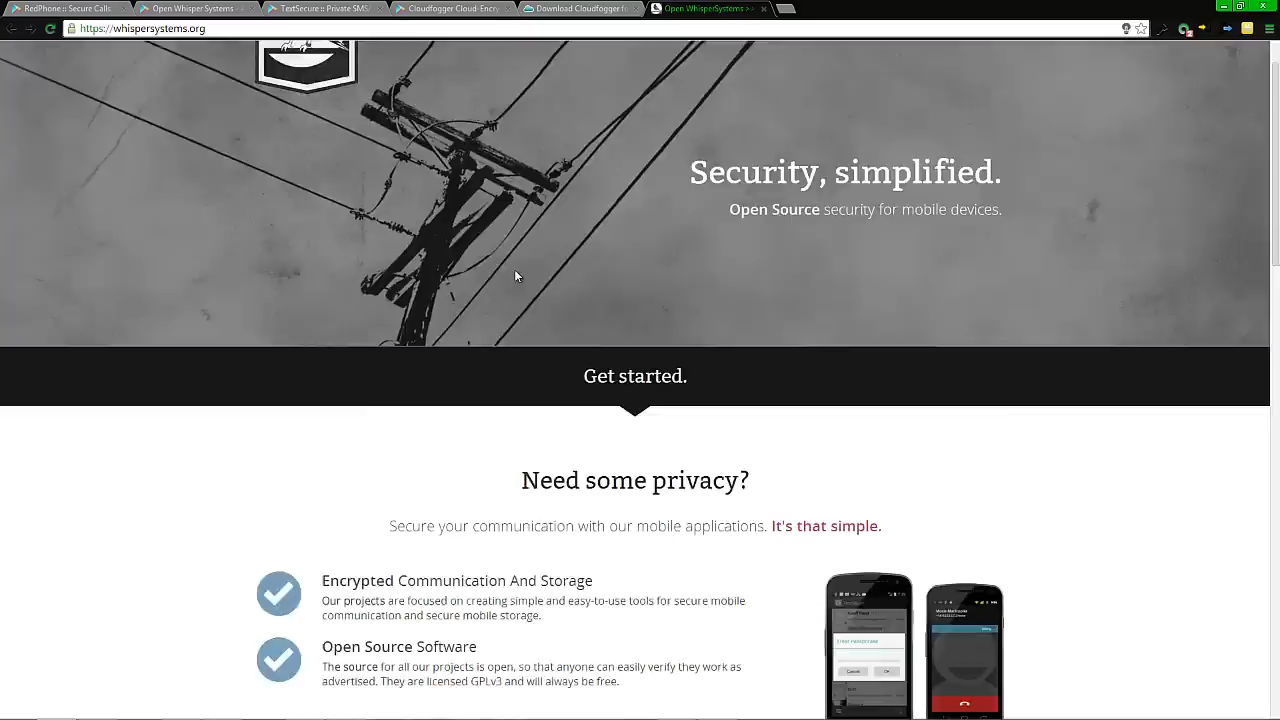 RedPhone :: Secure Calls
Open Whisper Systems -
TextSecure :: Private SMS/
Cloudfogger Cloud-Encry
Download Cloudfogger fo
Open WhisperSystems >>
https://whispersystems.org
Security, simplified.
Open Source security for mobile devices.
Get started.
Need some privacy?
Secure your communication with our mobile applications. It's that simple.
Encrypted Communication And Storage
Our projects are focused on creating simple and easy-to-use tools for secure mobile
communication and secure mobile storage.
Open Source Software
The source for all our projects is open, so that anyone can easily verify they work as
advertised. They are licensed GPLv3 and will always be free.
Cancel